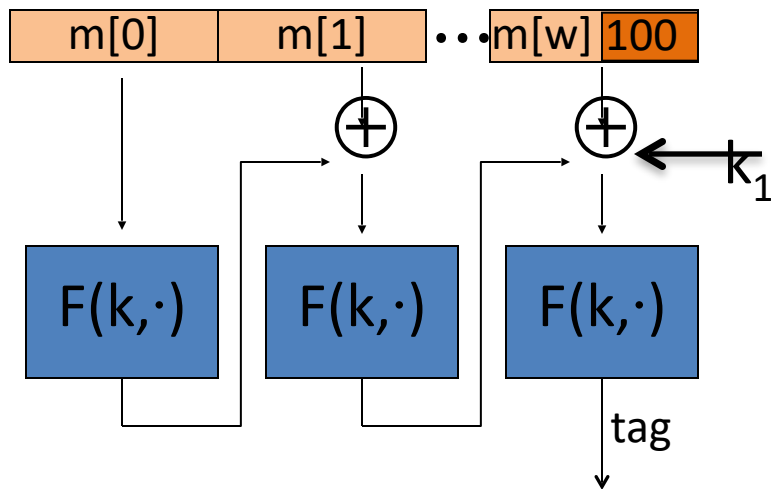 m[0] m[1] ••• m[w] 100
k₁
F(k,·) F(k,·) F(k,·)
tag